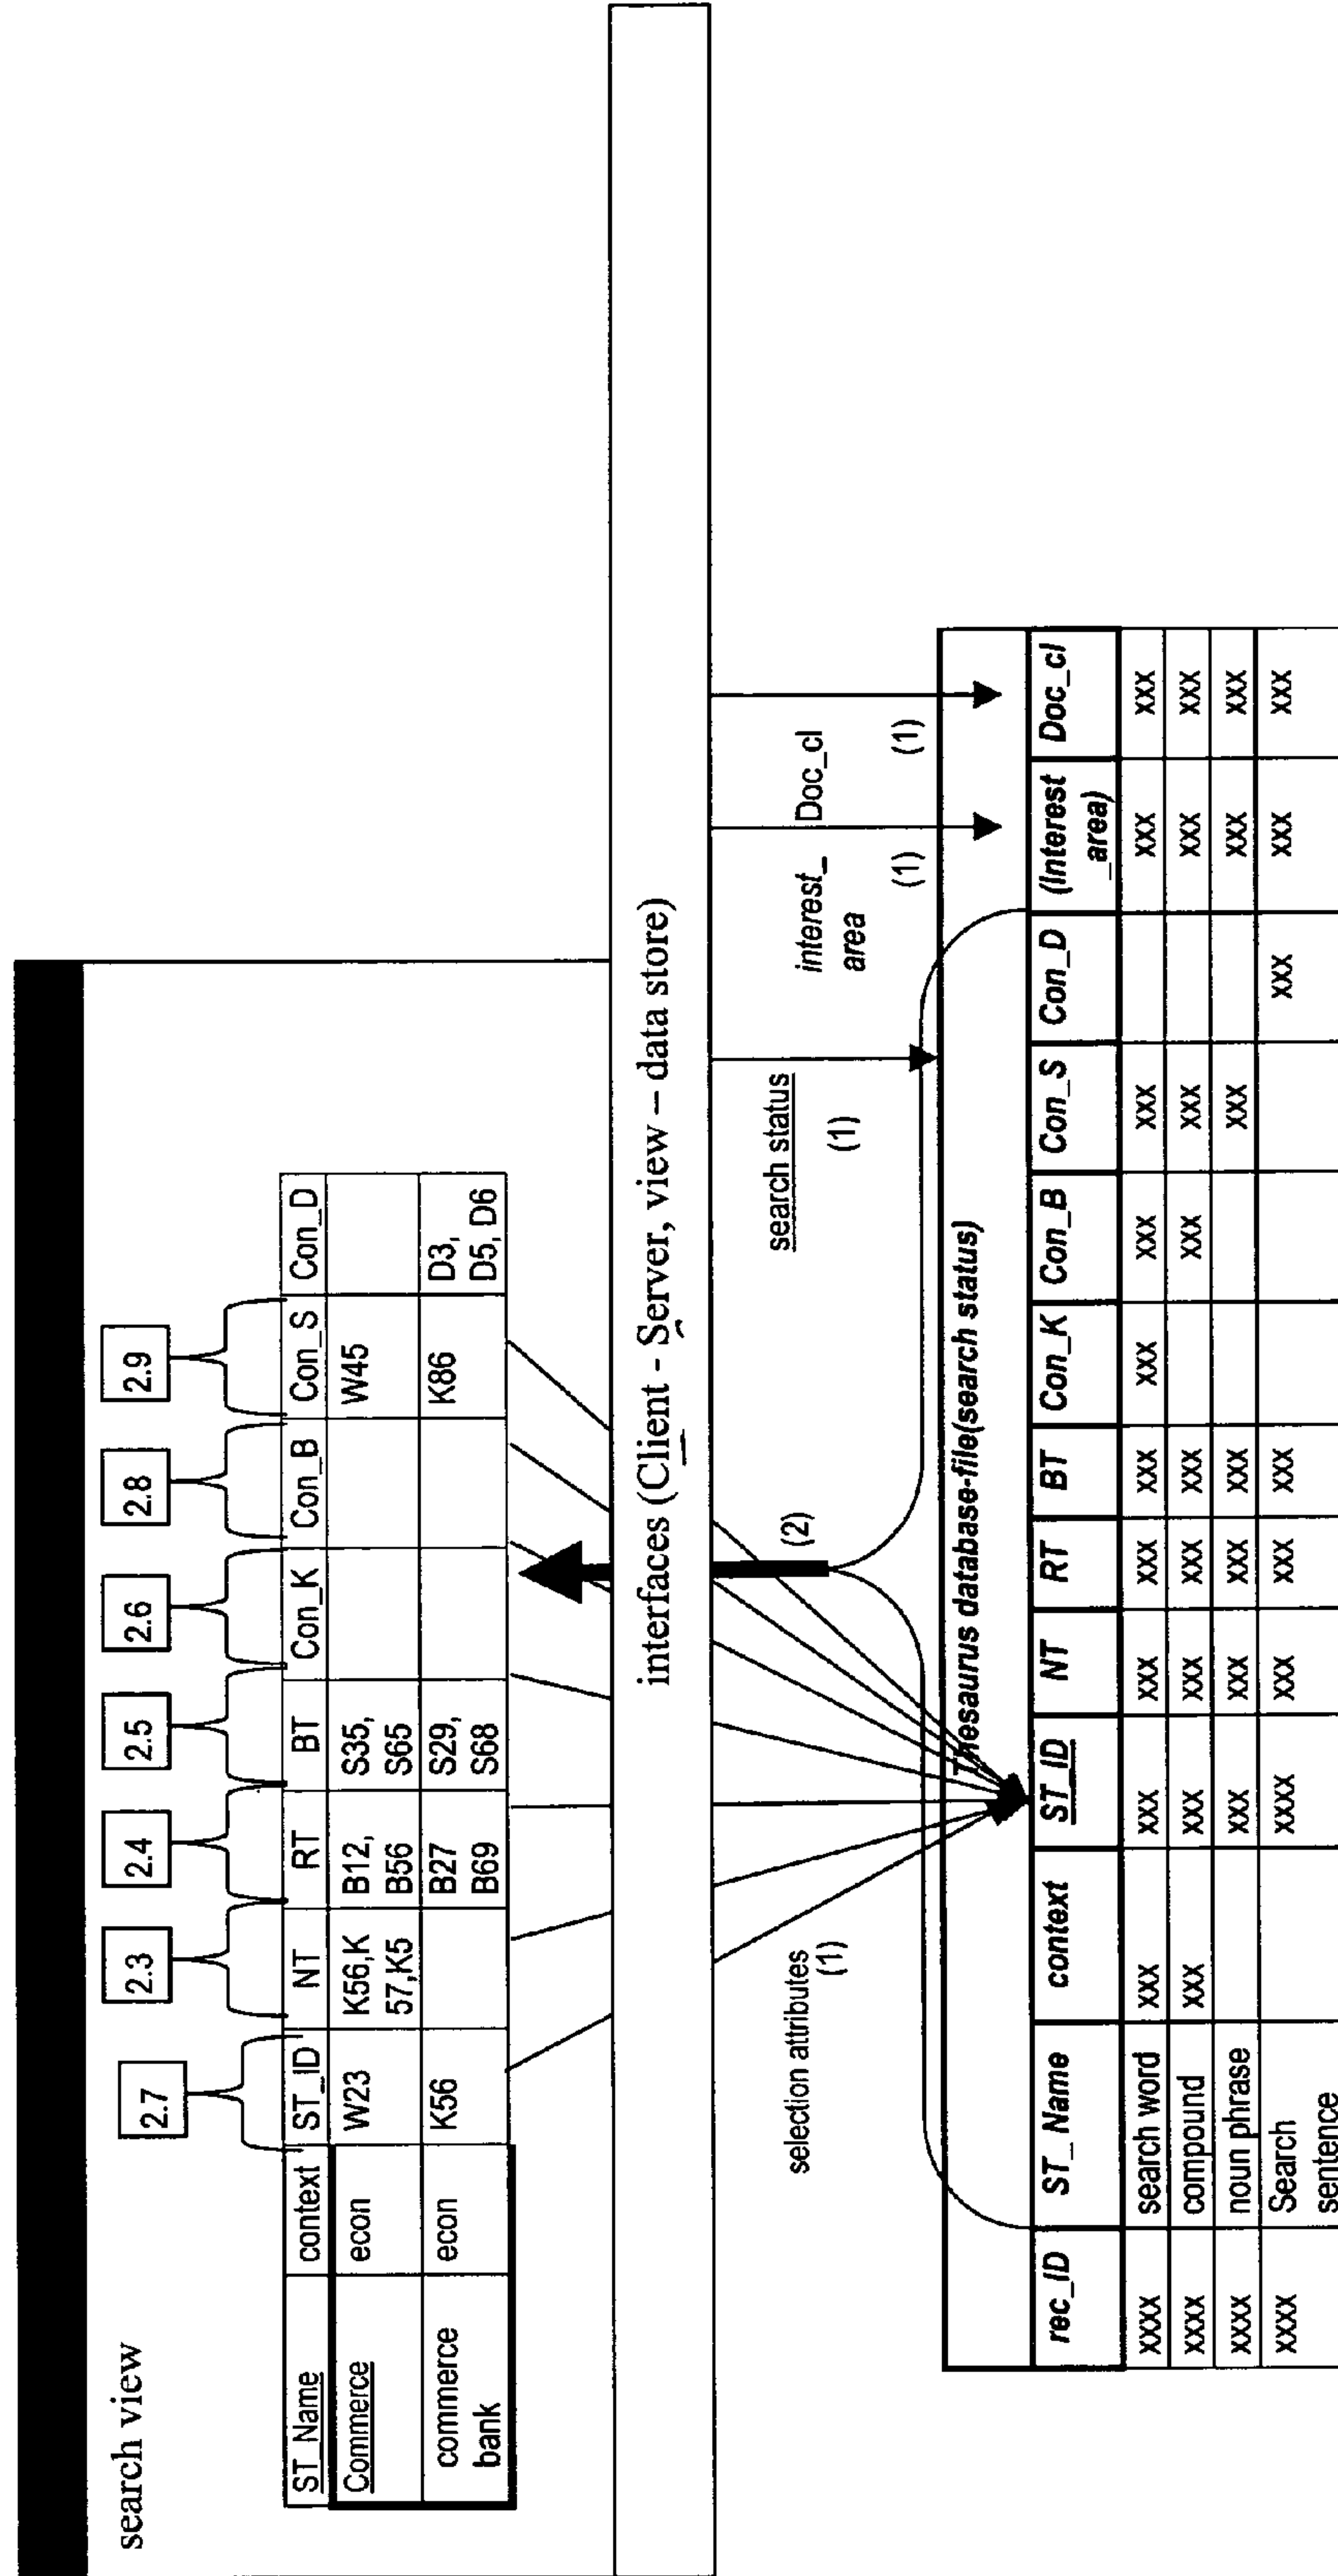 search view
2.7 2.3 2.4 2.5 2.6 2.8 2.9
ST_Name context ST_ID NT RT BT Con_K Con_B Con_S Con_D
Commerce econ W23 K56,K B12, S35, W45
57,K5 B56 S65
commerce econ K56 B27 S29, K86 D3,
bank B69 S68 D5, D6
interfaces (Client - Server, view – data store)
selection attributes
(1)
(2)
search status
(1)
interest_
area
(1)
Doc_cl
(1)
Thesaurus database-file(search status)
rec_ID ST_Name context ST_ID NT RT BT Con_K Con_B Con_S Con_D (Interest Doc_cl
_area)
xxxx search word xxx xxx xxx xxx xxx xxx xxx xxx xxx xxx
xxxx compound xxx xxx xxx xxx xxx xxx xxx xxx xxx
xxxx noun phrase xxx xxx xxx xxx xxx xxx xxx
xxxx Search xxxx xxx xxx xxx xxx xxx xxx
sentence